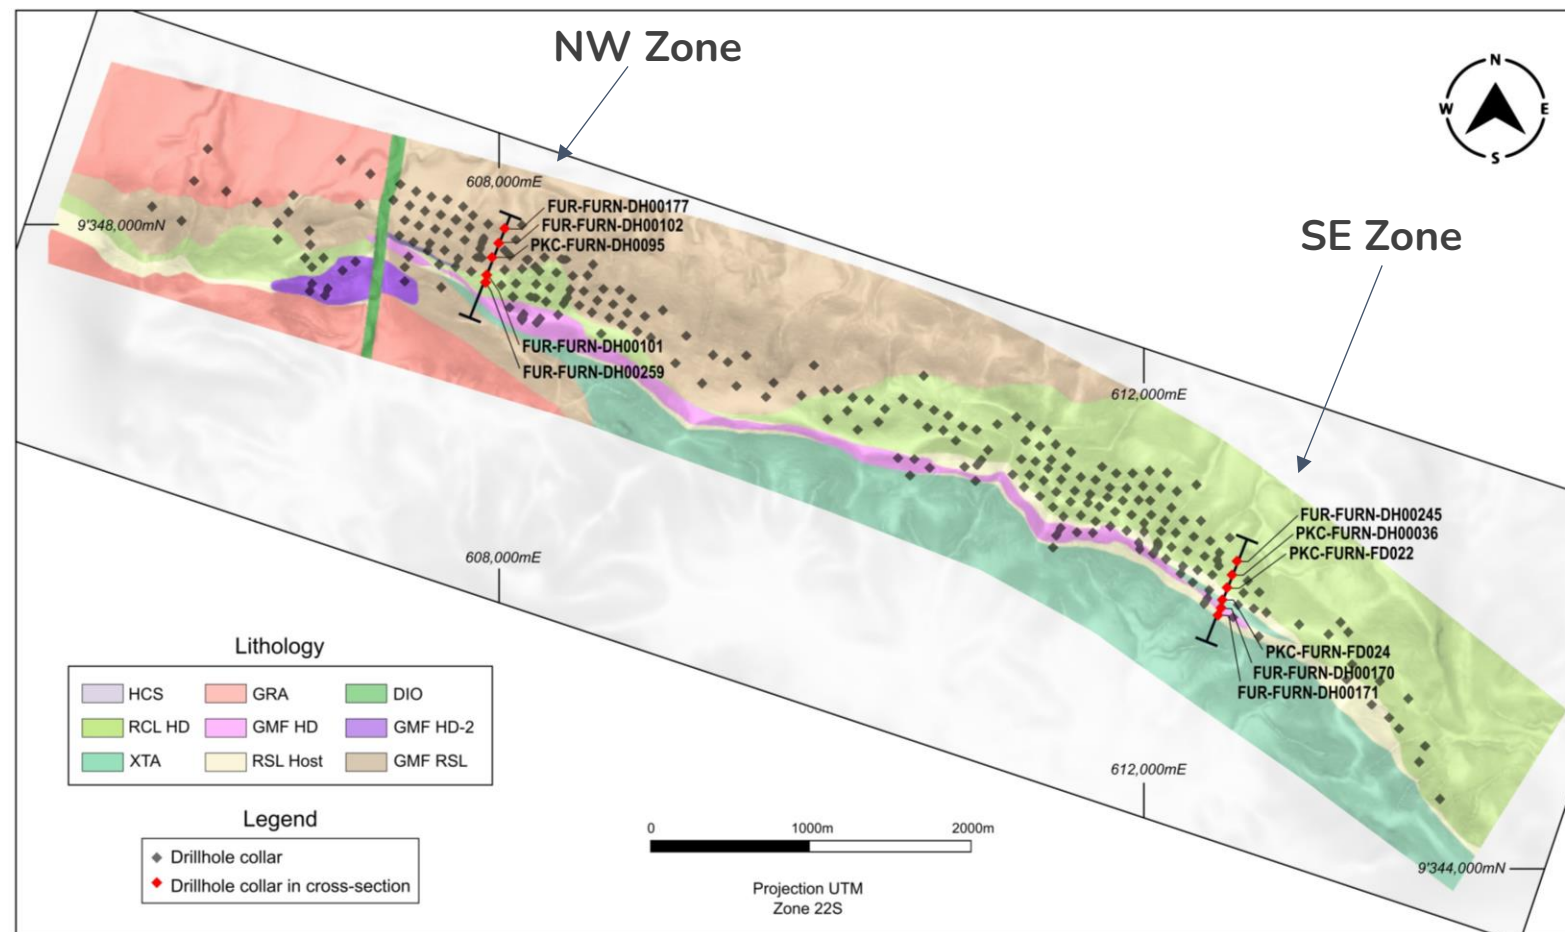 NW Zone
N
W
E
S
608,000mE
9'348,000mN
FUR-FURN-DH00177
FUR-FURN-DH00102
PKC-FURN-DH0095
SE Zone
FUR-FURN-DH00101
FUR-FURN-DH00259
612,000mE
FUR-FURN-DH00245
PKC-FURN-DH00036
PKC-FURN-FD022
608,000mE
PKC-FURN-FD024
FUR-FURN-DH00170
FUR-FURN-DH00171
Lithology
HCS
GRA
DIO
RCL HD
GMF HD
GMF HD-2
XTA
RSL Host
GMF RSL
612,000mE
Legend
Drillhole collar
Drillhole collar in cross-section
0
1000m
2000m
Projection UTM
Zone 22S
9'344,000mN